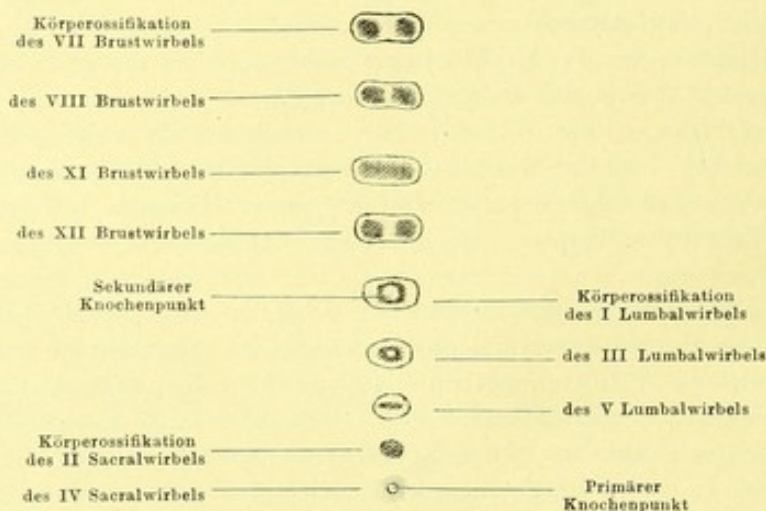 Körperossifikation
des VII Brustwirbels
des VIII Brustwirbels
des XI Brustwirbels
des XII Brustwirbels
Sekundärer
Knochenpunkt
Körperossifikation
des I Lumbalwirbels
des III Lumbalwirbels
des V Lumbalwirbels
Körperossifikation
des II Sacralwirbels
des IV Sacralwirbels
Primärer
Knochenpunkt